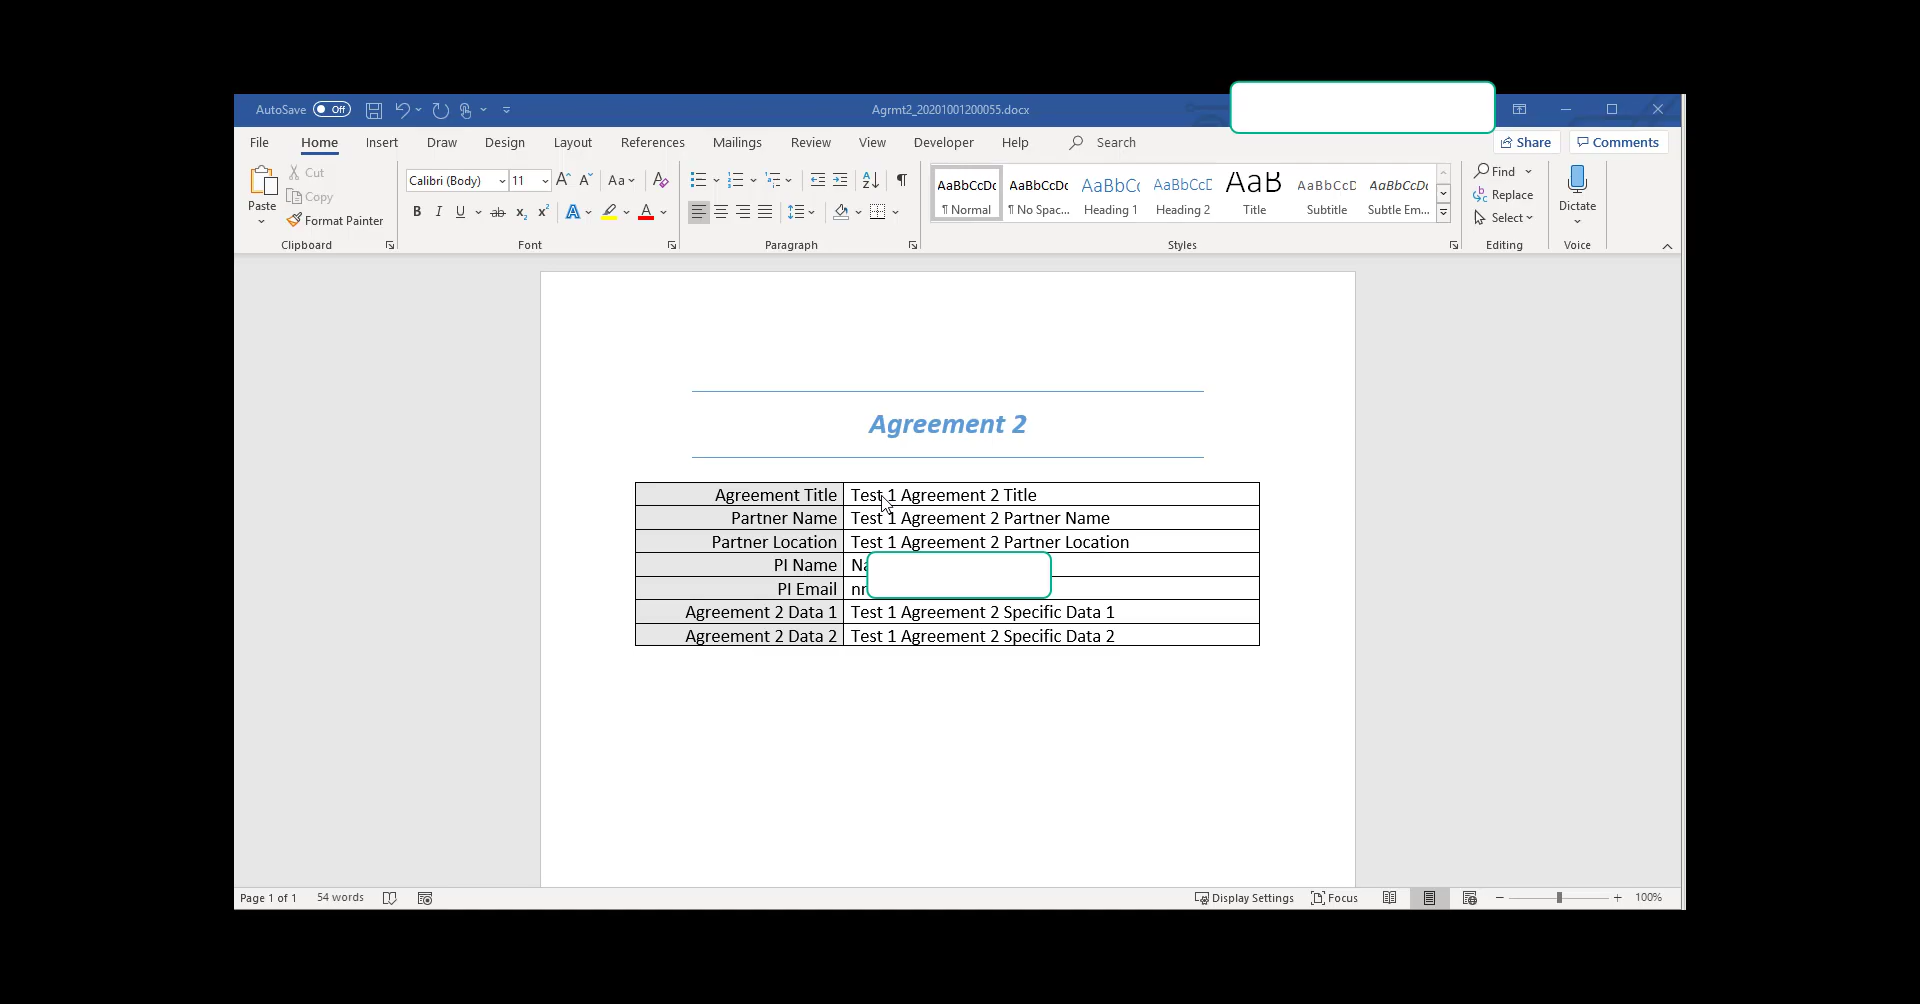 AutoSave Off
Agrmt2_20201001200055.docx
File Home Insert Draw Design Layout References Mailings Review View Developer Help Search Share Comments
Paste
Cut
Copy
Format Painter
Clipboard
Calibri (Body) 11
Font
Paragraph
AaBbCcDc AaBbCcDc AaBbCc AaBbCcD AaB AaBbCcD AaBbCcDc
¶ Normal ¶ No Spac... Heading 1 Heading 2 Title Subtitle Subtle Em...
Styles
Find
Replace
Select
Editing
Dictate
Voice
Agreement 2
Agreement Title Test 1 Agreement 2 Title
Partner Name Test 1 Agreement 2 Partner Name
Partner Location Test 1 Agreement 2 Partner Location
PI Name
PI Email
Agreement 2 Data 1 Test 1 Agreement 2 Specific Data 1
Agreement 2 Data 2 Test 1 Agreement 2 Specific Data 2
Page 1 of 1 54 words Display Settings Focus 100%